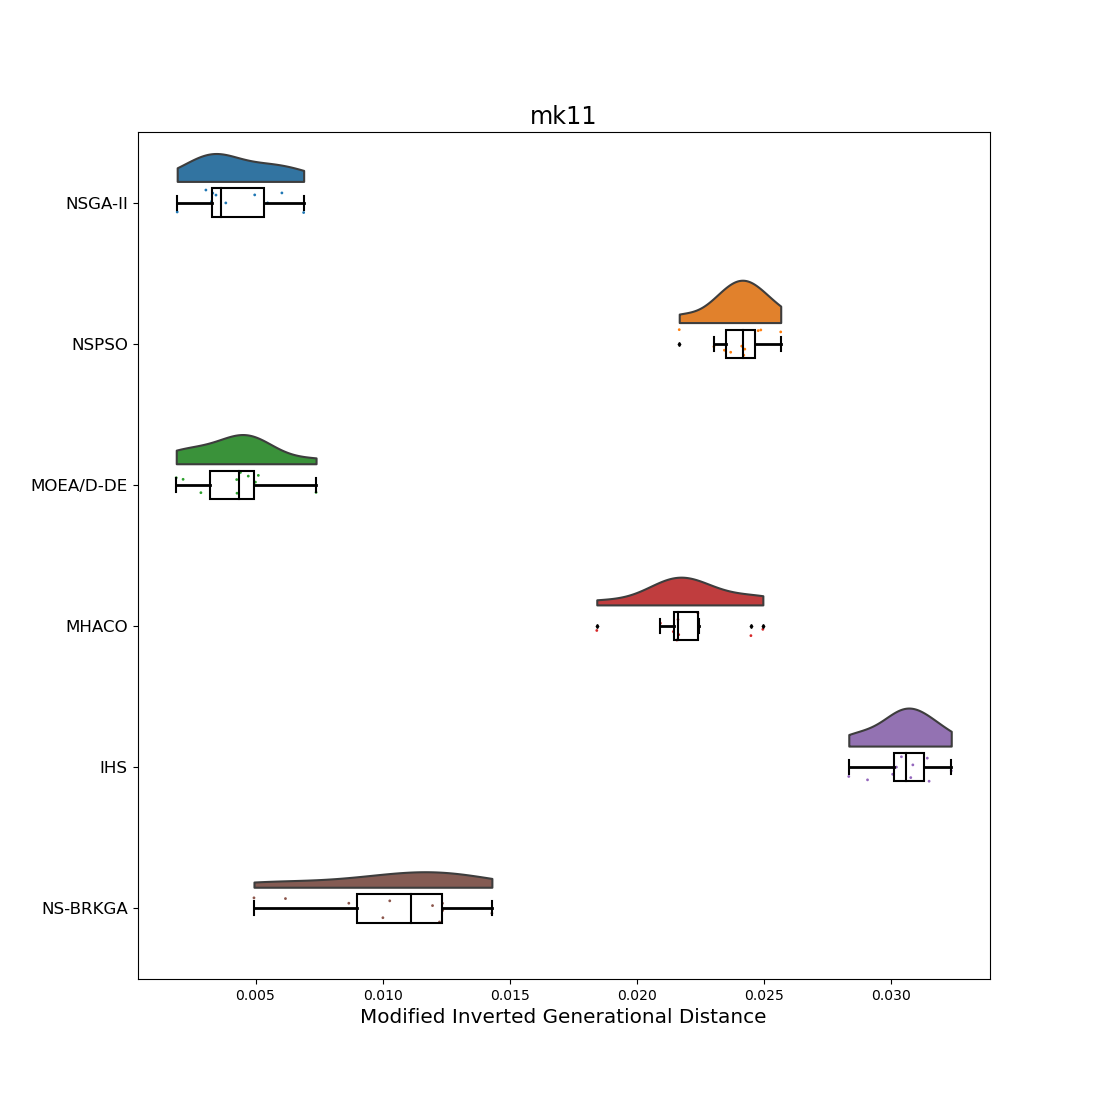 mk11
NSGA-II
NSPSO
MOEA/D-DE
MHACO
IHS
NS-BRKGA
0.005 0.010 0.015 0.020 0.025 0.030
Modified Inverted Generational Distance